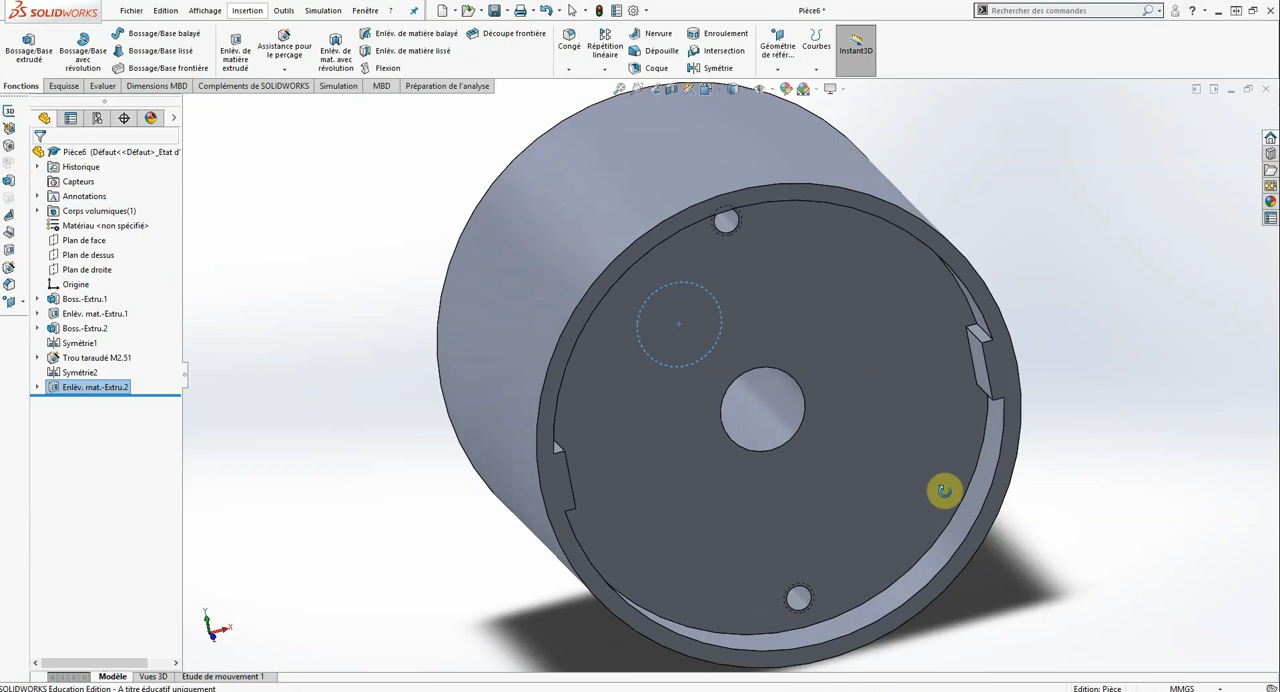 SOLIDWORKS Fichier Edition Affichage Insertion Outils Simulation Fenêtre ? Pièce6 * Rechercher des commandes
Bossage/Base extrudé
Bossage/Base avec révolution
Bossage/Base balayé
Bossage/Base lissé
Bossage/Base frontière
Enlèv. de matière extrudé
Assistance pour le perçage
Enlèv. de mat. avec révolution
Enlèv. de matière balayé
Enlèv. de matière lissé
Flexion
Découpe frontière
Congé
Répétition linéaire
Nervure
Dépouille
Coque
Enroulement
Intersection
Symétrie
Géométrie de référ...
Courbes
Instant3D
Fonctions Esquisse Evaluer Dimensions MBD Compléments de SOLIDWORKS Simulation MBD Préparation de l'analyse
Pièce6 (Défaut<<Défaut>_Etat d'
Historique
Capteurs
Annotations
Corps volumiques(1)
Matériau <non spécifié>
Plan de face
Plan de dessus
Plan de droite
Origine
Boss.-Extru.1
Enlèv. mat.-Extru.1
Boss.-Extru.2
Symétrie1
Trou taraudé M2.51
Symétrie2
Enlèv. mat.-Extru.2
Y
X
Z
Modèle Vues 3D Etude de mouvement 1
SOLIDWORKS Education Edition - A titre éducatif uniquement Edition: Pièce MMGS